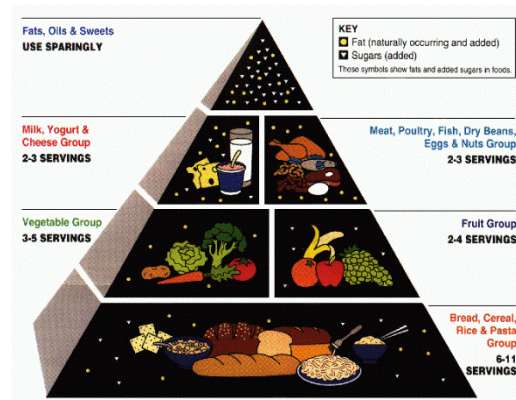 Fats, Oils & Sweets
USE SPARINGLY
KEY
Fat (naturally occurring and added)
Sugars (added)
These symbols show fats and added sugars in foods.
Milk, Yogurt &
Cheese Group
2-3 SERVINGS
Meat, Poultry, Fish, Dry Beans,
Eggs & Nuts Group
2-3 SERVINGS
Vegetable Group
3-5 SERVINGS
Fruit Group
2-4 SERVINGS
Bread, Cereal,
Rice & Pasta
Group
6-11
SERVINGS